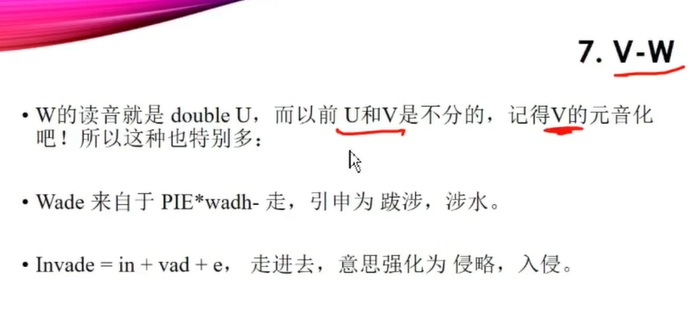 7. V-W
• W的读音就是 double U，而以前 U和V是不分的，记得V的元音化
吧！所以这种也特别多：
• Wade 来自于 PIE*wadh- 走，引申为 跋涉，涉水。
• Invade = in + vad + e， 走进去，意思强化为 侵略，入侵。